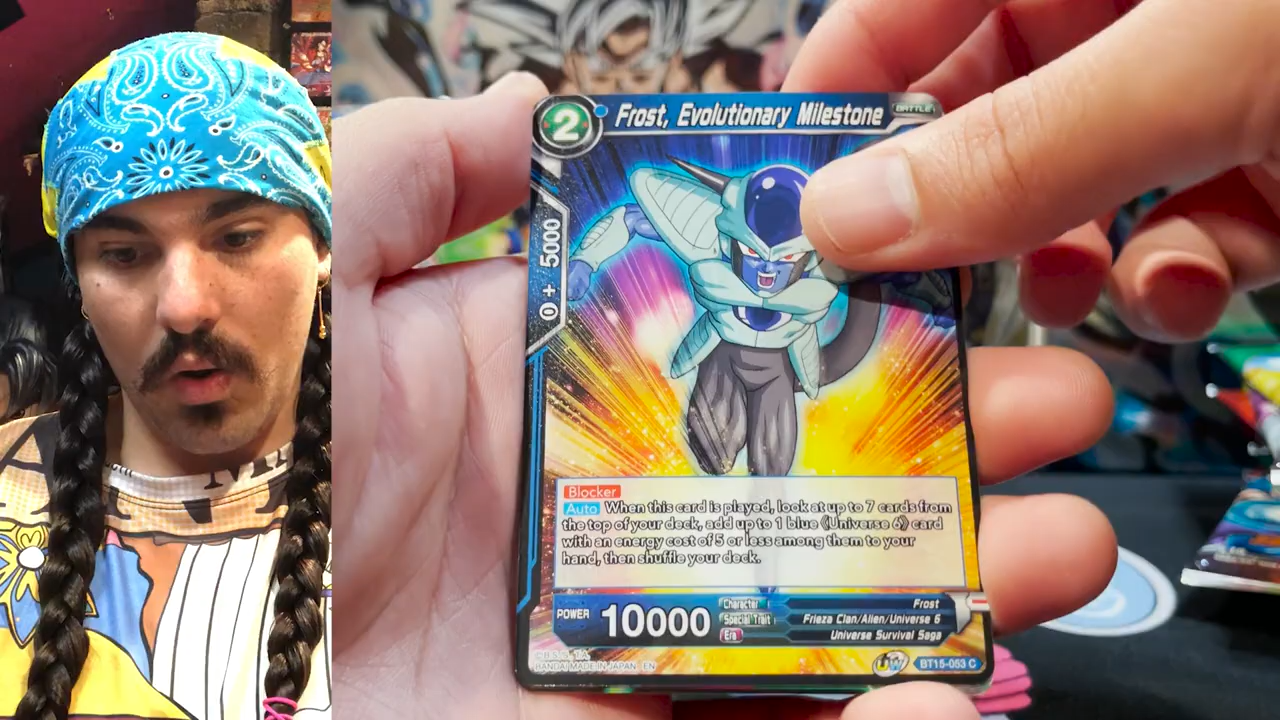 2
Frost, Evolutionary Milestone
BATTLE
0 + 5000
Blocker
Auto When this card is played, look at up to 7 cards from
the top of your deck, add up to 1 blue 《Universe 6》 card
with an energy cost of 5 or less among them to your
hand, then shuffle your deck.
POWER 10000
Character Frost
Special Trait Frieza Clan/Alien/Universe 6
Era Universe Survival Saga
BANDAI MADE IN JAPAN EN
UW BT15-053 C